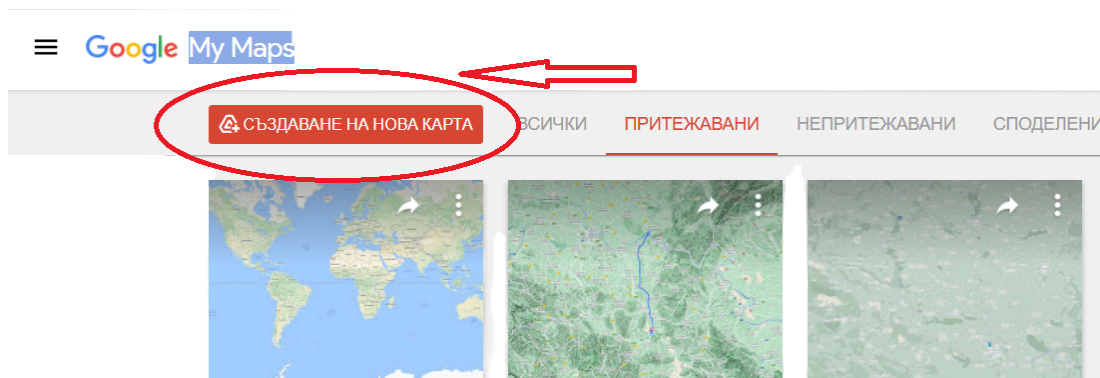 Google My Maps
СЪЗДАВАНЕ НА НОВА КАРТА ВСИЧКИ ПРИТЕЖАВАНИ НЕПРИТЕЖАВАНИ СПОДЕЛЕНИ